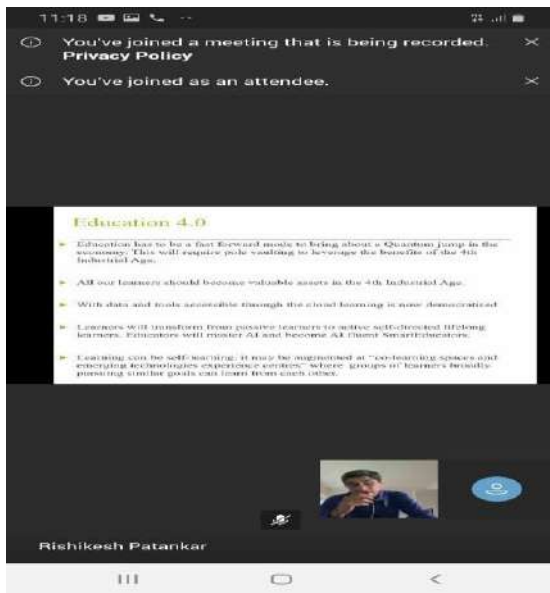 11:18
You've joined a meeting that is being recorded.
Privacy Policy
You've joined as an attendee.
Education 4.0
Education has to be a fast forward mode to bring about a Quantum jump in the
economy. This will require pole vaulting to leverage the benefits of the 4th
Industrial Age.
All our learners should become valuable assets in the 4th Industrial Age.
With data and tools accessible through the cloud learning is now democratized
Learners will transform from passive learners to active self-directed lifelong
learners. Educators will master AI and become AI fluent SmartEducators.
Learning can be self-learning; it may be augmented at "co-learning spaces and
emerging technologies experience centres" where groups of learners broadly
pursuing similar goals can learn from each other.
Rishikesh Patankar